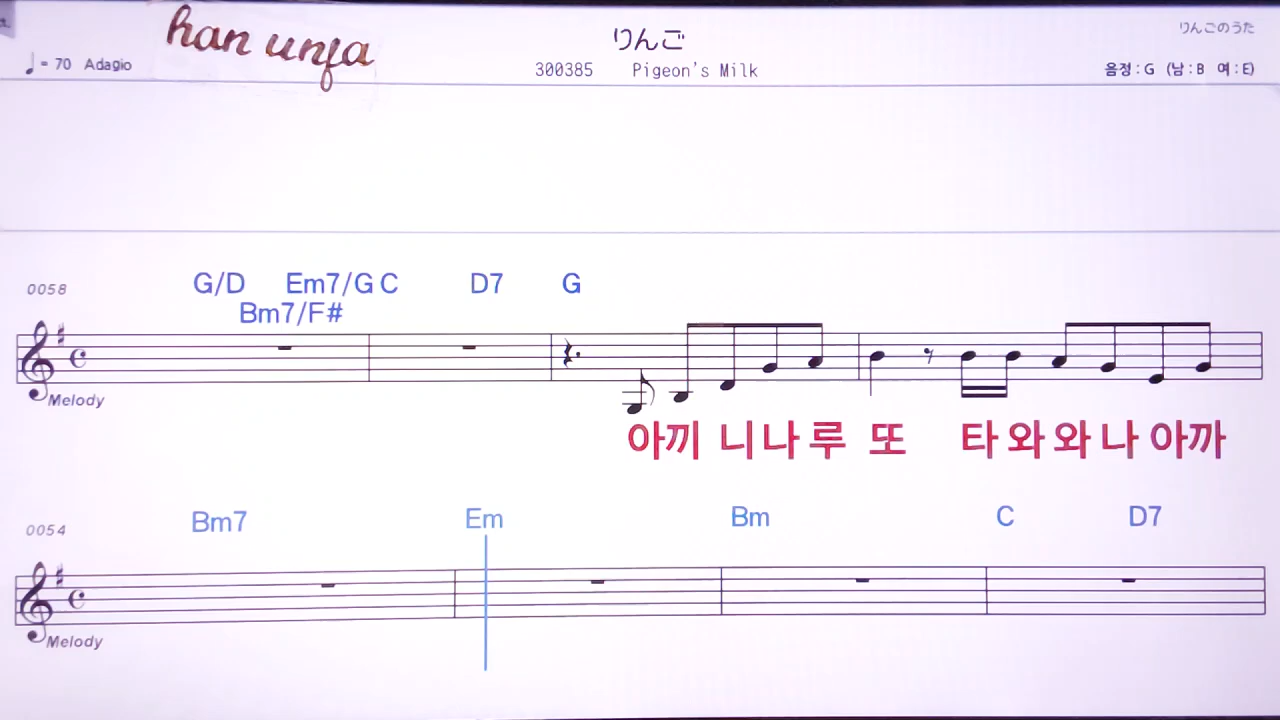 han unja
りんご
りんごのうた
♩= 70 Adagio
300385 Pigeon's Milk
음정:G (남:B 여:E)
0058
G/D Em7/G C D7 G
Bm7/F#
Melody
아끼 니나루 또 타와와나 아까
0054
Bm7 Em Bm C D7
Melody